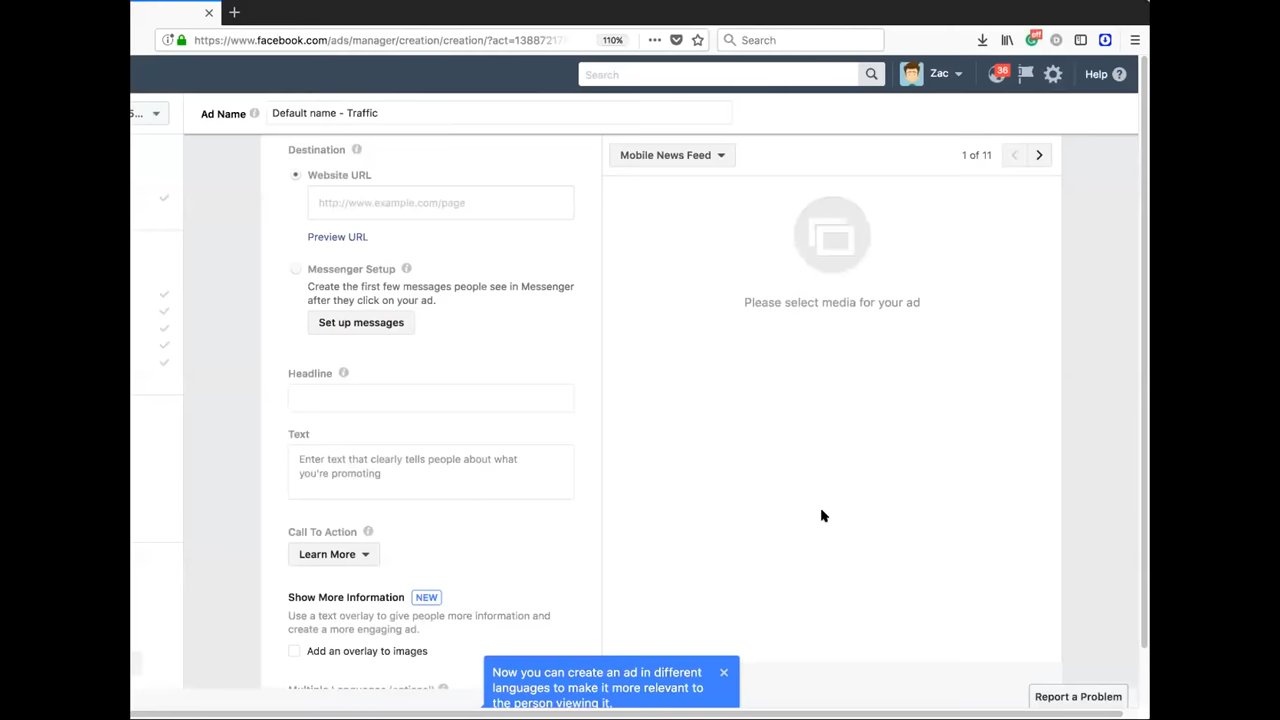 https://www.facebook.com/ads/manager/creation/creation/?act=13887217
110%
Search
off
Search
Zac
36
Help
5...
Ad Name
Default name - Traffic
Destination
Website URL
http://www.example.com/page
Preview URL
Messenger Setup
Create the first few messages people see in Messenger
after they click on your ad.
Set up messages
Headline
Text
Enter text that clearly tells people about what
you're promoting
Call To Action
Learn More
Show More Information NEW
Use a text overlay to give people more information and
create a more engaging ad.
Add an overlay to images
Mobile News Feed
1 of 11
Please select media for your ad
Now you can create an ad in different
languages to make it more relevant to
the person viewing it.
Report a Problem